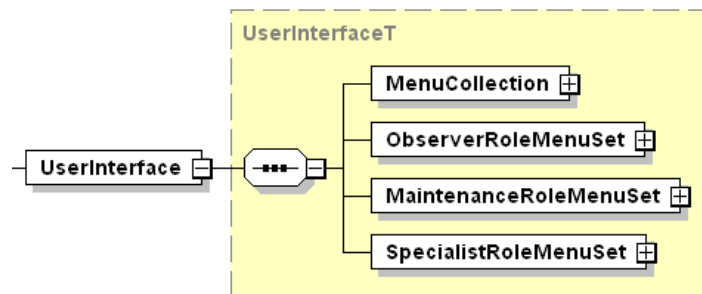 UserInterfaceT
MenuCollection
ObserverRoleMenuSet
UserInterface
MaintenanceRoleMenuSet
SpecialistRoleMenuSet